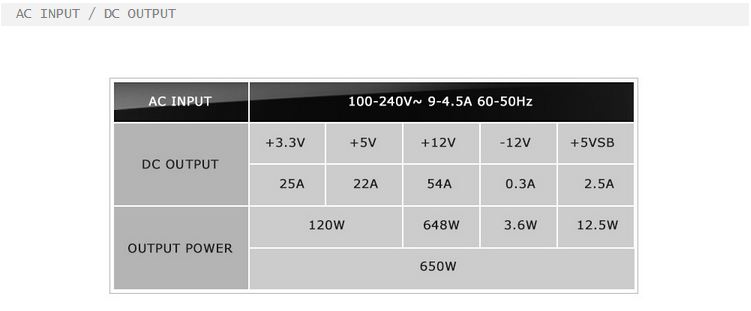 AC INPUT / DC OUTPUT
AC INPUT 100-240V~ 9-4.5A 60-50Hz
DC OUTPUT
+3.3V +5V +12V -12V +5VSB
25A 22A 54A 0.3A 2.5A
OUTPUT POWER
120W 648W 3.6W 12.5W
650W